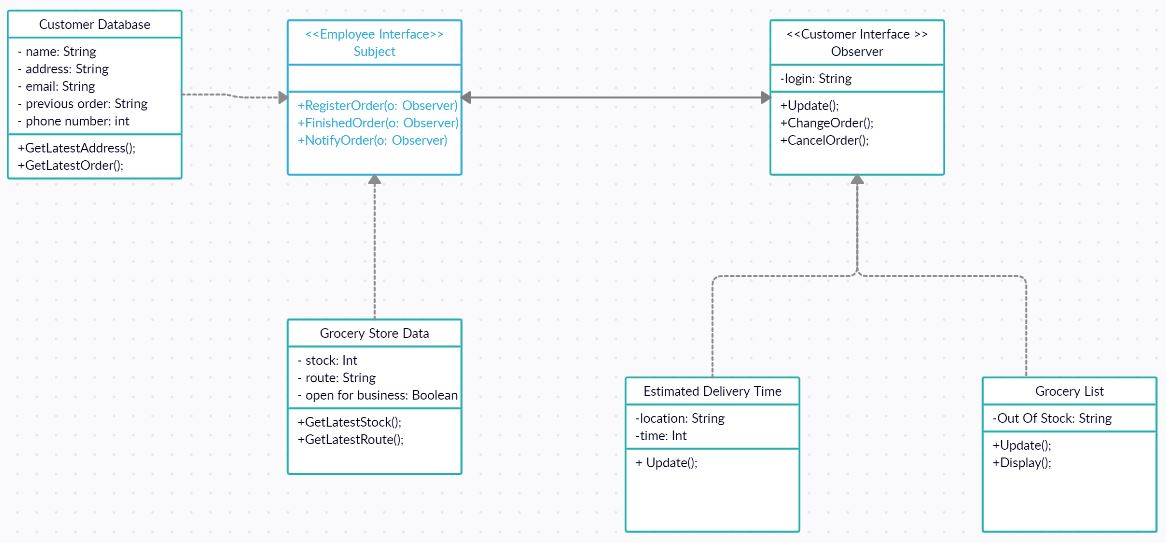 Customer Database
- name: String
- address: String
- email: String
- previous order: String
- phone number: int
+GetLatestAddress();
+GetLatestOrder();
<<Employee Interface>>
Subject
+RegisterOrder(o: Observer)
+FinishedOrder(o: Observer)
+NotifyOrder(o: Observer)
<<Customer Interface >>
Observer
-login: String
+Update();
+ChangeOrder();
+CancelOrder();
Grocery Store Data
- stock: Int
- route: String
- open for business: Boolean
+GetLatestStock();
+GetLatestRoute();
Estimated Delivery Time
-location: String
-time: Int
+ Update();
Grocery List
-Out Of Stock: String
+Update();
+Display();